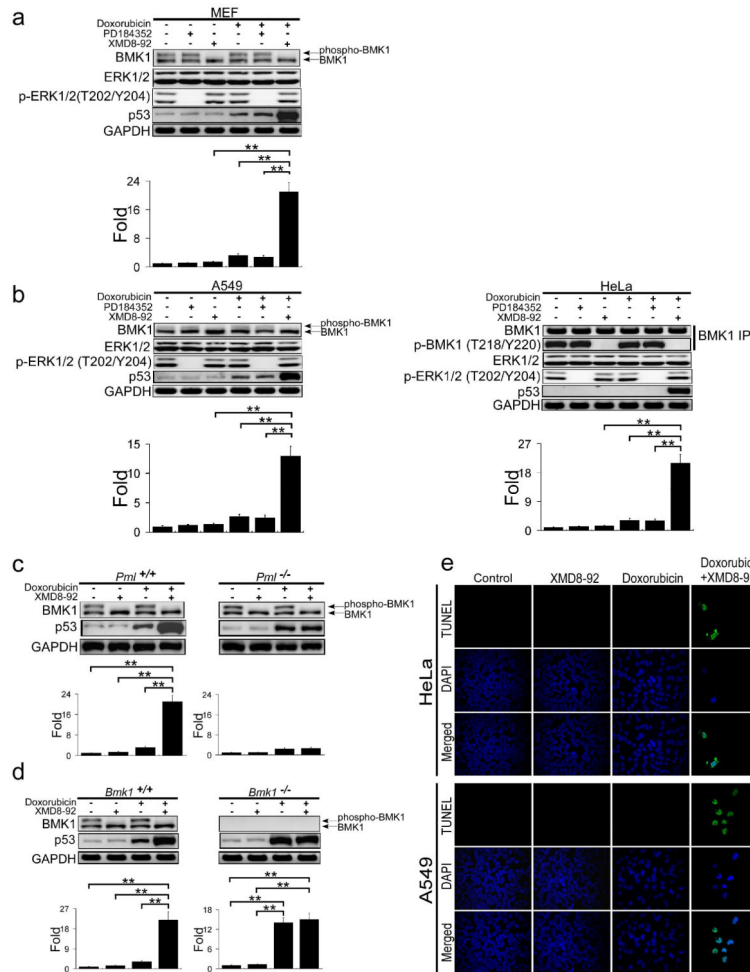 a
MEF
Doxorubicin - - - + + +
PD184352 - + - - + -
XMD8-92 - - + - - +
BMK1
phospho-BMK1
BMK1
ERK1/2
p-ERK1/2(T202/Y204)
p53
GAPDH
** 
**
**
Fold
24
16
8
0
b
A549
Doxorubicin - - - + + +
PD184352 - + - - + -
XMD8-92 - - + - - +
BMK1
phospho-BMK1
BMK1
ERK1/2
p-ERK1/2 (T202/Y204)
p53
GAPDH
**
**
**
Fold
15
10
5
0
HeLa
Doxorubicin - - - + + +
PD184352 - + - - + -
XMD8-92 - - + - - +
BMK1
p-BMK1 (T218/Y220)
BMK1 IP
ERK1/2
p-ERK1/2 (T202/Y204)
p53
GAPDH
**
**
**
Fold
27
18
9
0
c
Pml +/+
Pml -/-
Doxorubicin - - + + - - + +
XMD8-92 - + - + - + - +
BMK1
phospho-BMK1
BMK1
p53
GAPDH
**
**
**
Fold
24
16
8
0
Fold
24
16
8
0
d
Bmk1 +/+
Bmk1 -/-
Doxorubicin - - + + - - + +
XMD8-92 - + - + - + - +
BMK1
phospho-BMK1
BMK1
p53
GAPDH
**
**
**
Fold
27
18
9
0
**
**
**
**
Fold
18
12
6
0
e
Control
XMD8-92
Doxorubicin
Doxorubic
+XMD8-9
HeLa
TUNEL
DAPI
Merged
A549
TUNEL
DAPI
Merged